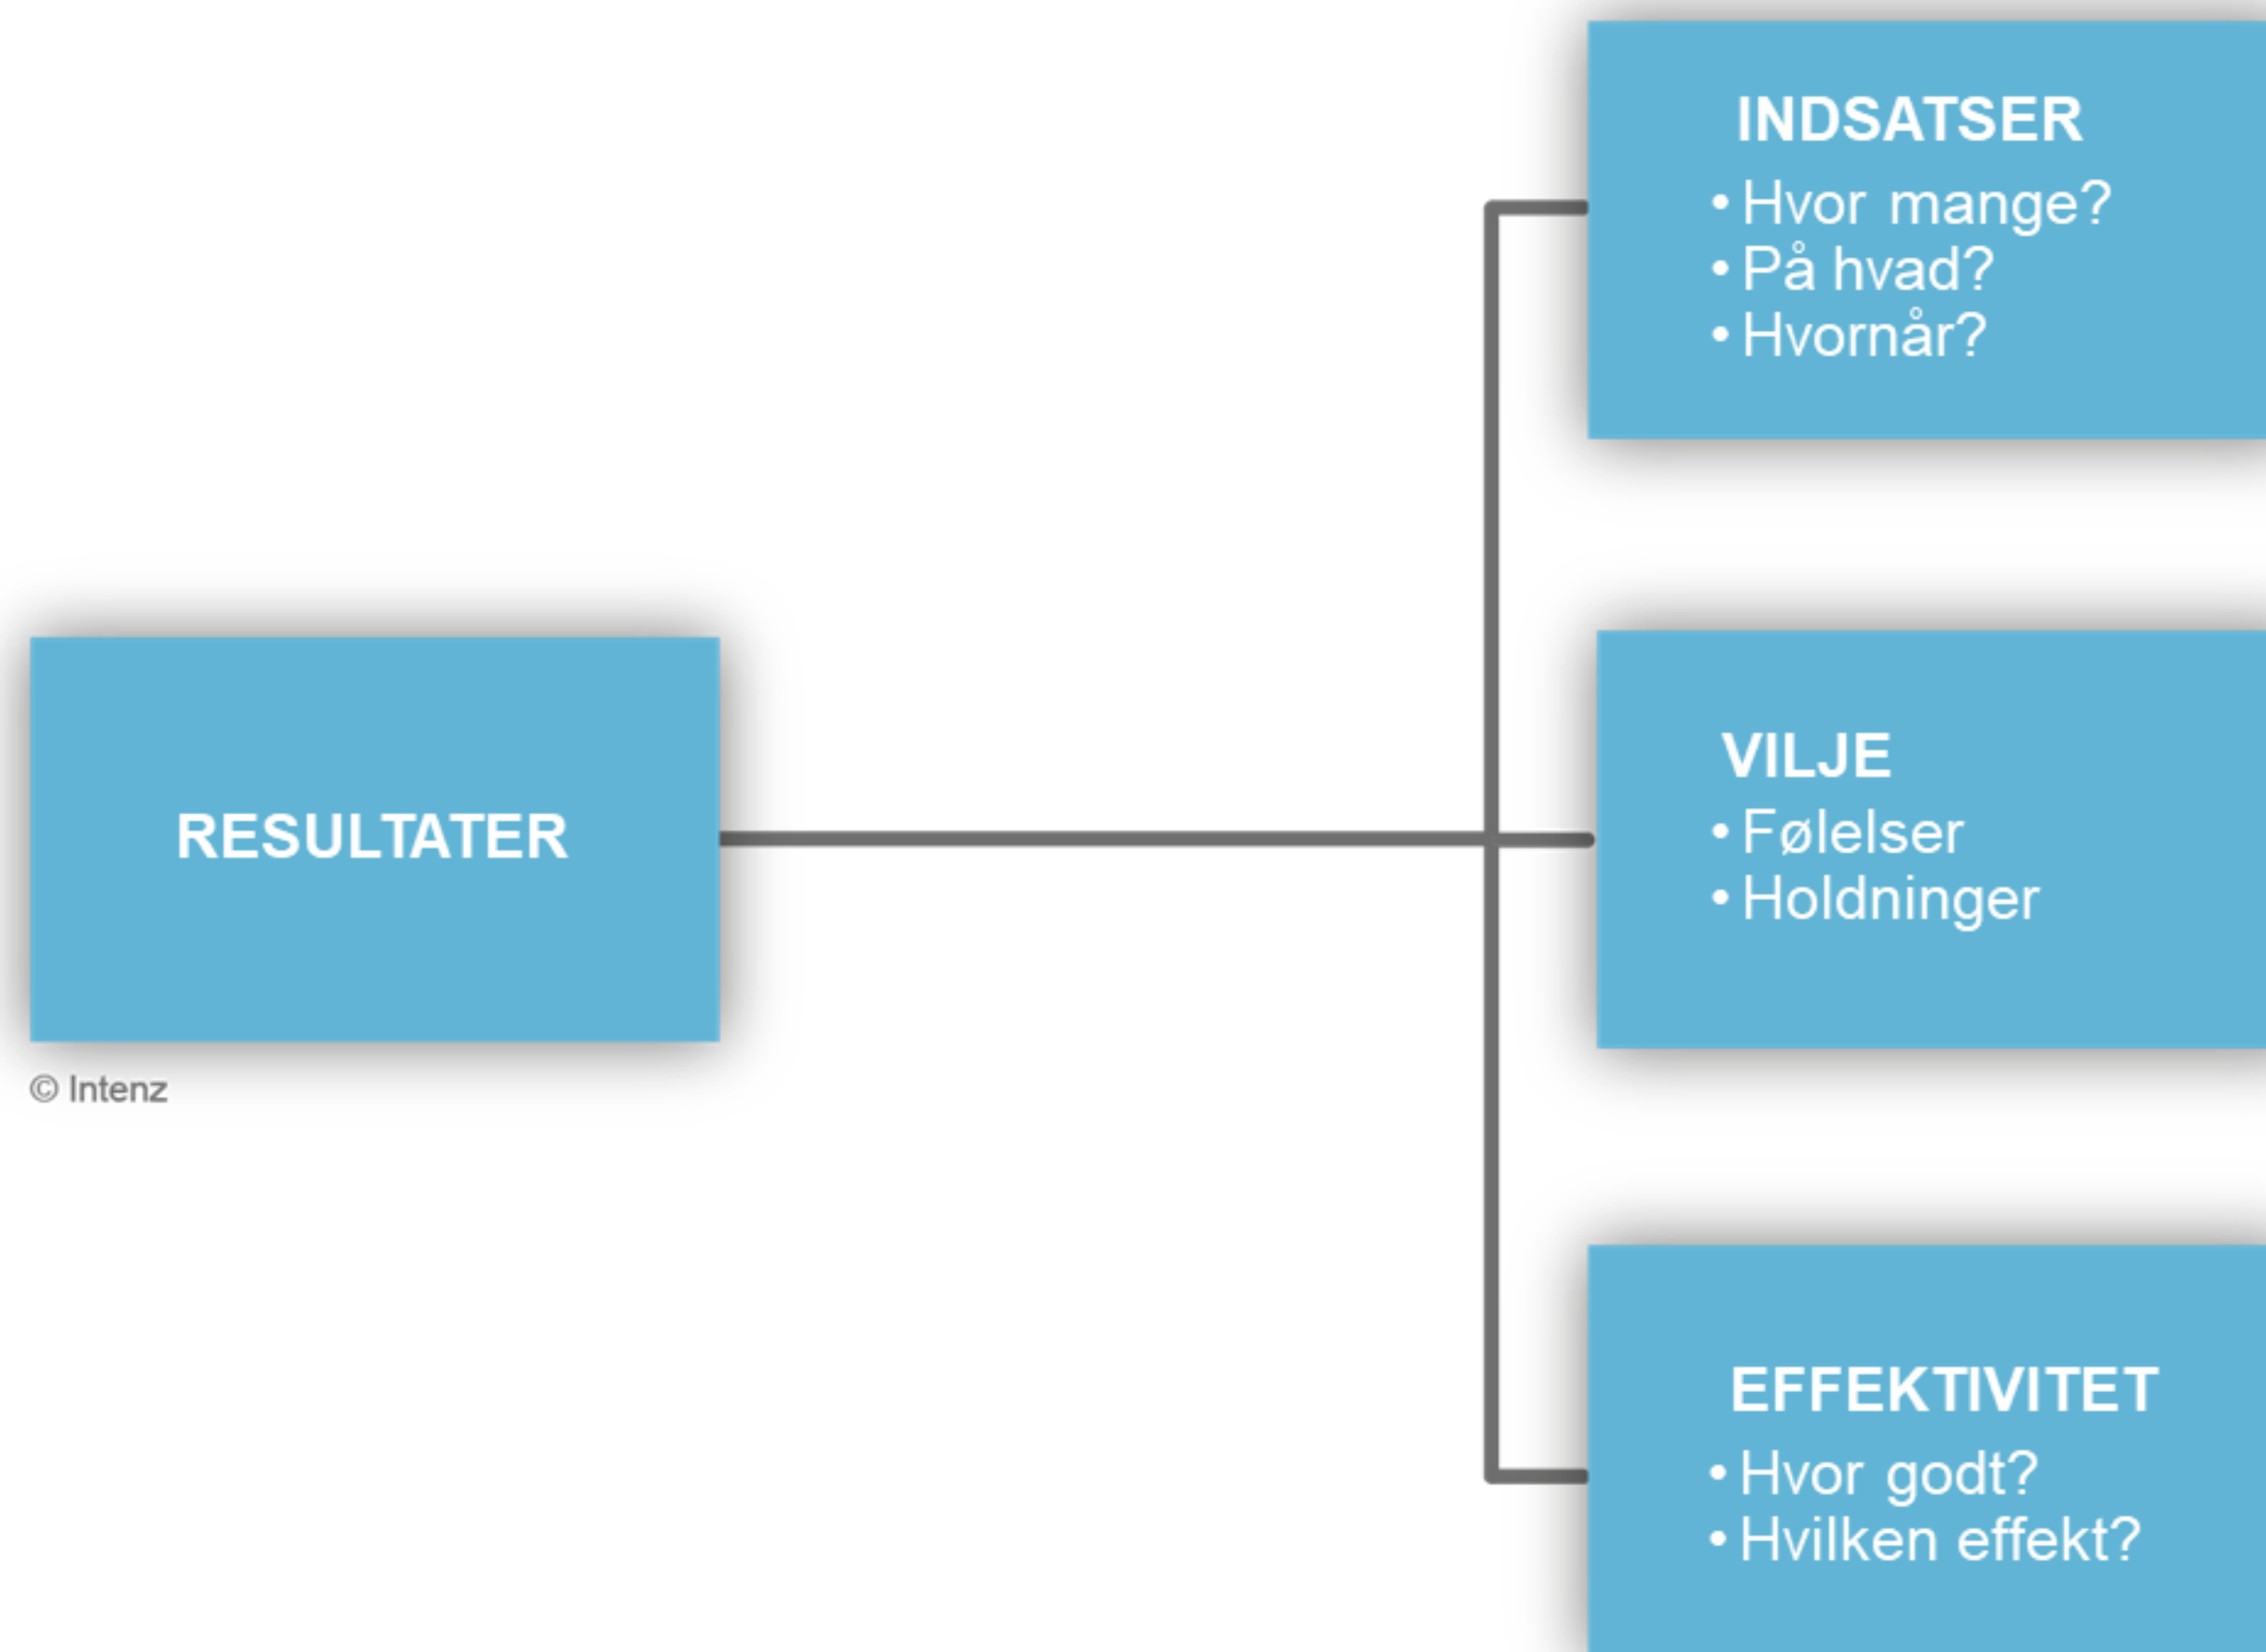 INDSATSER
• Hvor mange?
• På hvad?
• Hvornår?
RESULTATER
© Intenz
VILJE
• Følelser
• Holdninger
EFFEKTIVITET
• Hvor godt?
• Hvilken effekt?